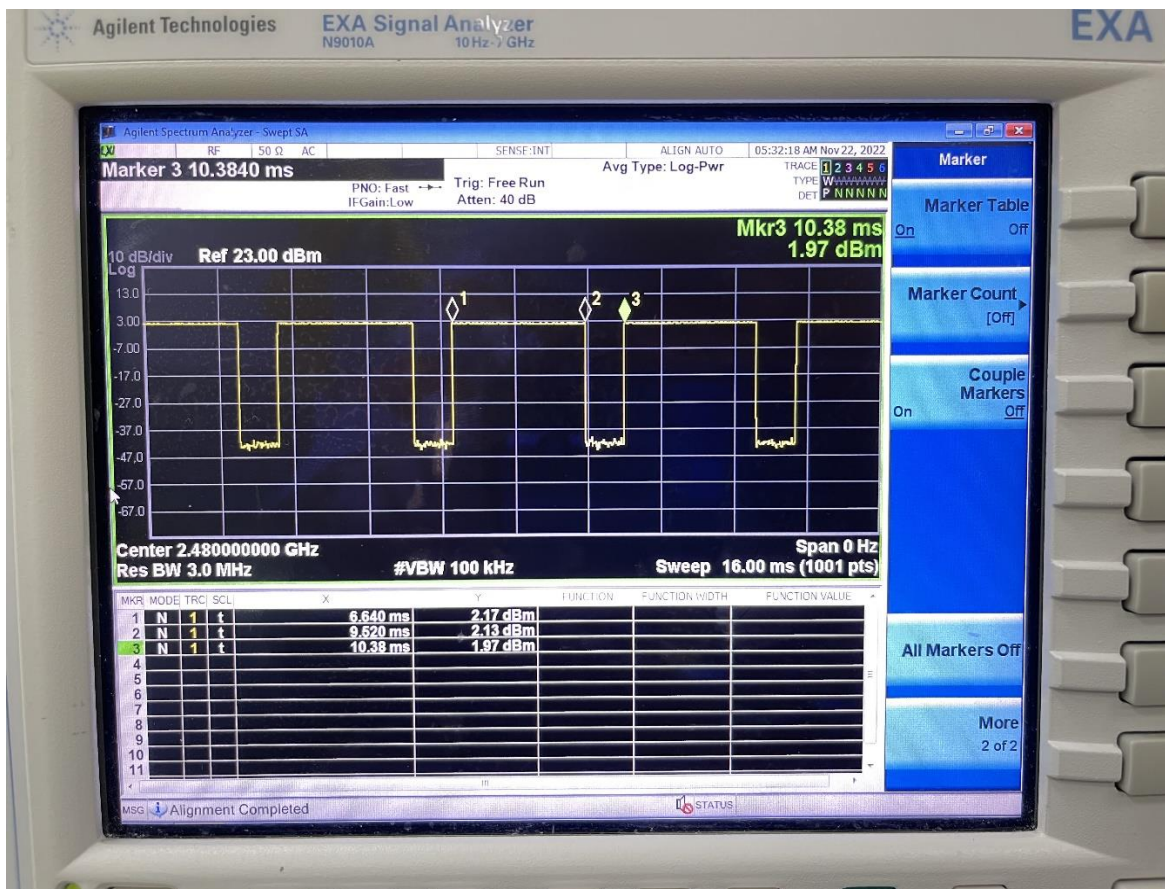 Agilent Technologies EXA Signal Analyzer EXA
N9010A 10 Hz-7 GHz
Agilent Spectrum Analyzer - Swept SA
LXI RF 50 Ω AC SENSE:INT ALIGN AUTO 05:32:18 AM Nov 22, 2022
Marker 3 10.3840 ms
PNO: Fast
IFGain:Low
Trig: Free Run
Atten: 40 dB
Avg Type: Log-Pwr
TRACE 1 2 3 4 5 6
TYPE WWWWWW
DET P N N N N N
Mkr3 10.38 ms
1.97 dBm
10 dB/div Ref 23.00 dBm
Log
13.0
3.00
-7.00
-17.0
-27.0
-37.0
-47.0
-57.0
-67.0
1 2 3
Center 2.480000000 GHz Span 0 Hz
Res BW 3.0 MHz #VBW 100 kHz Sweep 16.00 ms (1001 pts)
MKR MODE TRC SCL X Y FUNCTION FUNCTION WIDTH FUNCTION VALUE
1 N 1 t 6.640 ms 2.17 dBm
2 N 1 t 9.520 ms 2.13 dBm
3 N 1 t 10.38 ms 1.97 dBm
4
5
6
7
8
9
10
11
MSG Alignment Completed STATUS
Marker
Marker Table
On Off
Marker Count
[Off]
Couple
Markers
On Off
All Markers Off
More
2 of 2